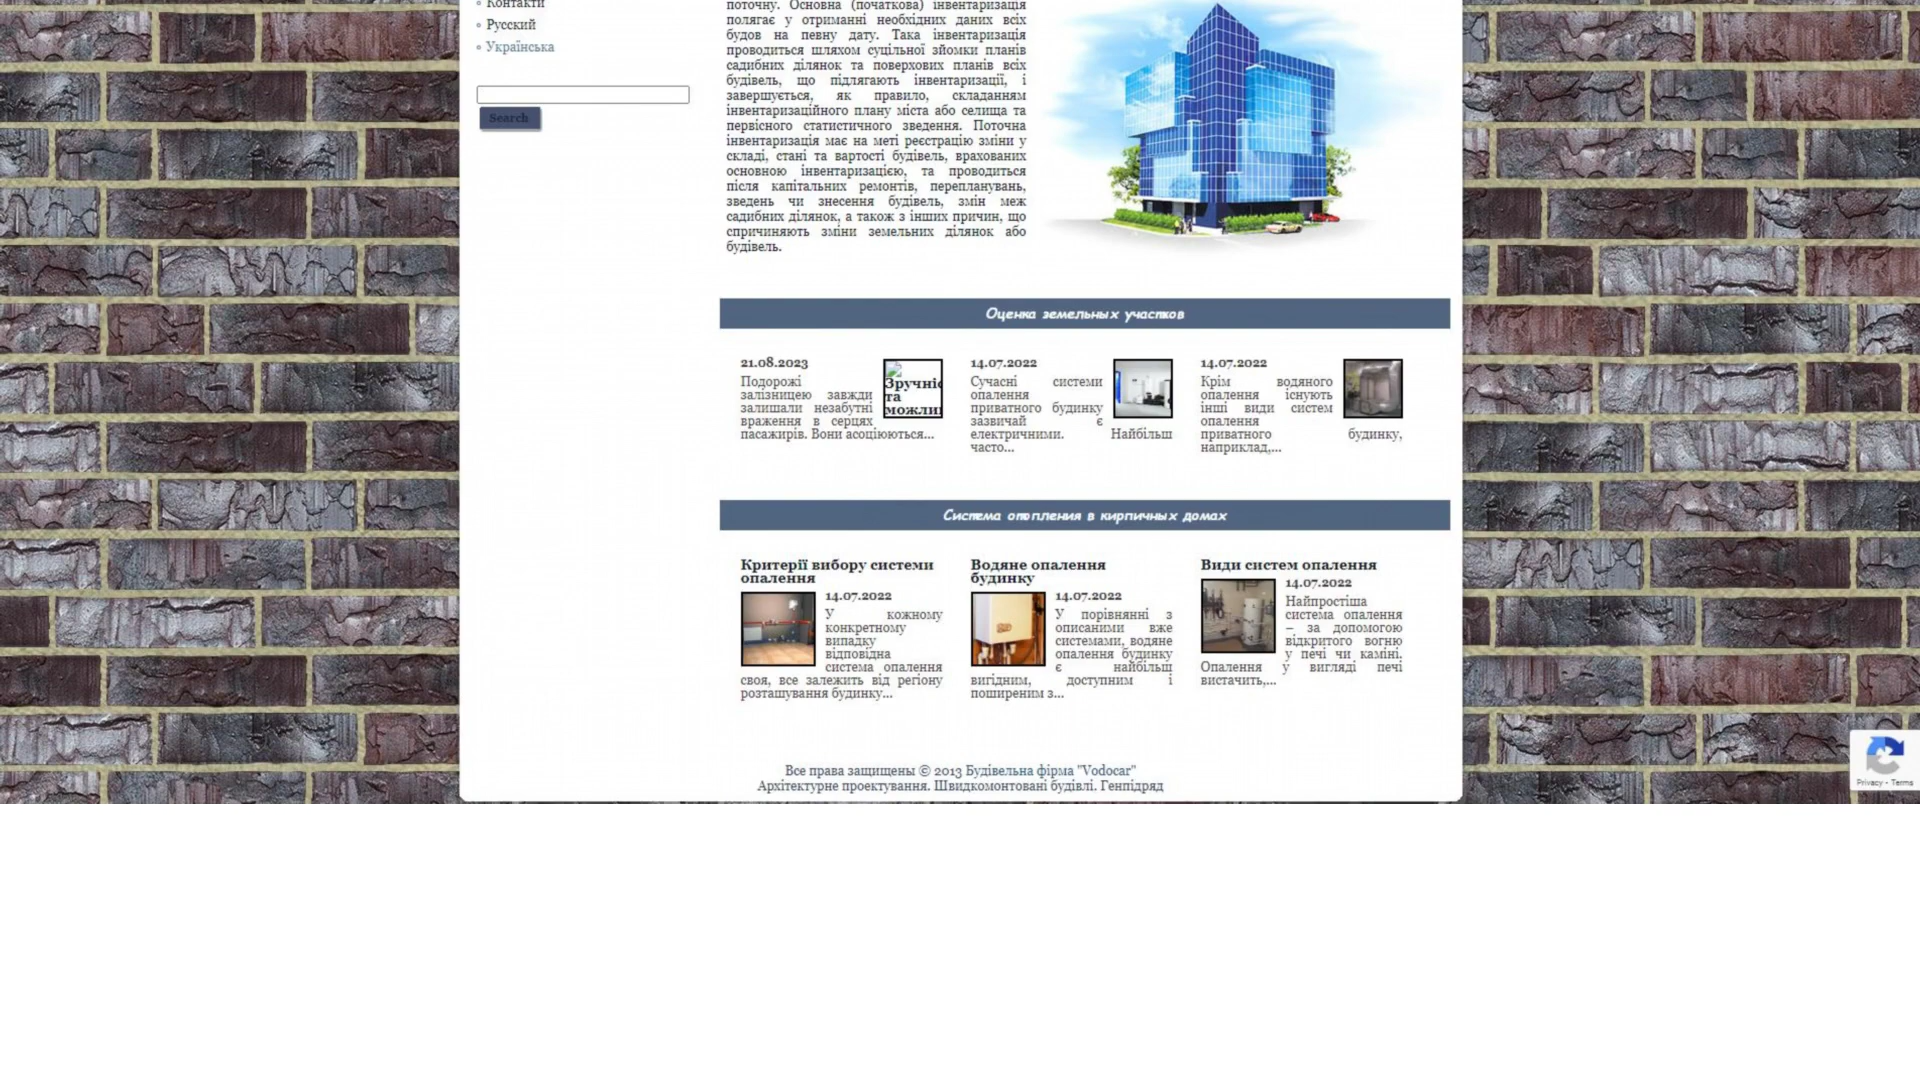 Контакти
Русский
Українська
Search
поточну. Основна (початкова) інвентаризація
полягає у отриманні необхідних даних всіх
будов на певну дату. Така інвентаризація
проводиться шляхом суцільної зйомки планів
садибних ділянок та поверхових планів всіх
будівель, що підлягають інвентаризації, і
завершується, як правило, складанням
інвентаризаційного плану міста або селища та
первісного статистичного зведення. Поточна
інвентаризація має на меті реєстрацію зміни у
складі, стані та вартості будівель, врахованих
основною інвентаризацією, та проводиться
після капітальних ремонтів, перепланувань,
зведень чи знесення будівель, змін меж
садибних ділянок, а також з інших причин, що
спричиняють зміни земельних ділянок або
будівель.
Оценка земельных участков
21.08.2023
Зручніс
та
можли
Подорожі
залізницею завжди
залишали незабутні
враження в серцях
пасажирів. Вони асоціюються...
14.07.2022
Сучасні системи
опалення
приватного будинку
зазвичай є
електричними. Найбільш
часто...
14.07.2022
Крім водяного
опалення існують
інші види систем
опалення
приватного будинку,
наприклад,...
Система отопления в кирпичных домах
Критерії вибору системи
опалення
14.07.2022
У кожному
конкретному
випадку
відповідна
система опалення
своя, все залежить від регіону
розташування будинку...
Водяне опалення
будинку
14.07.2022
У порівнянні з
описаними вже
системами, водяне
опалення будинку
є найбільш
вигідним, доступним і
поширеним з...
Види систем опалення
14.07.2022
Найпростіша
система опалення
– за допомогою
відкритого вогню
у печі чи каміні.
Опалення у вигляді печі
вистачить,...
Все права защищены © 2013 Будівельна фірма "Vodocar"
Архітектурне проектування. Швидкомонтовані будівлі. Генпідряд
Privacy - Terms